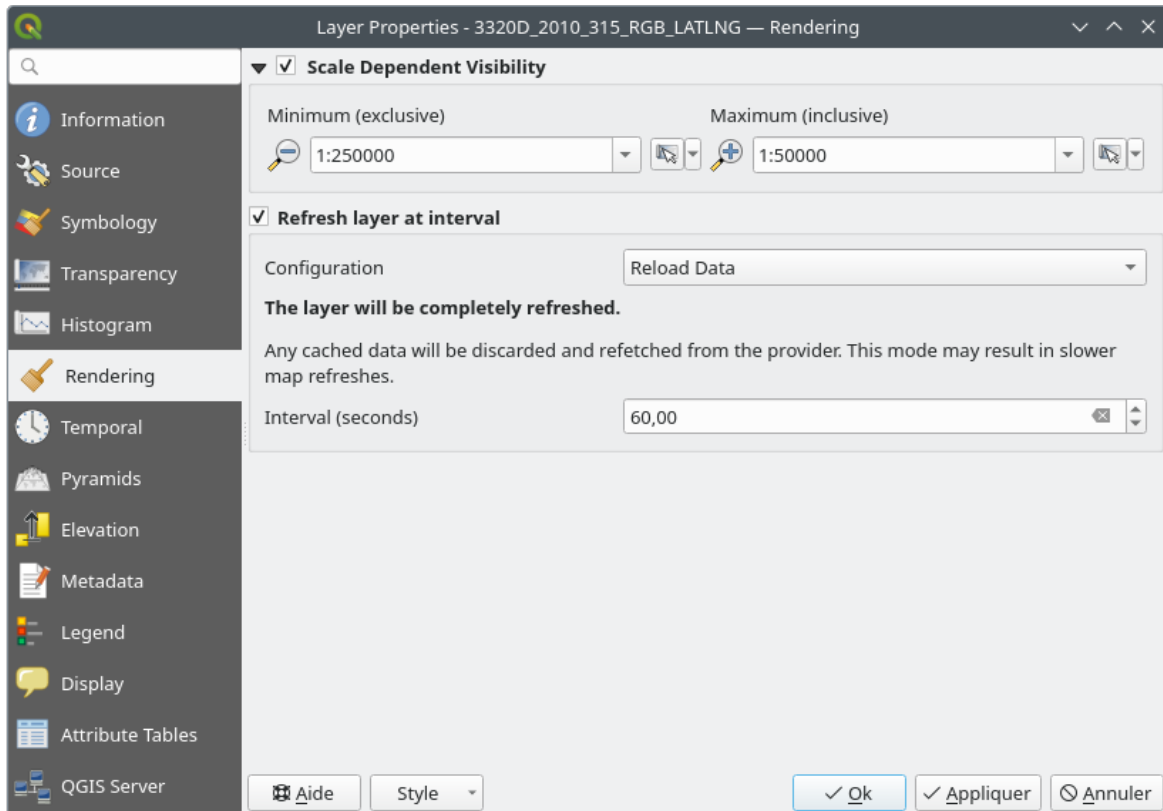 Layer Properties - 3320D_2010_315_RGB_LATLNG — Rendering
Information
Source
Symbology
Transparency
Histogram
Rendering
Temporal
Pyramids
Elevation
Metadata
Legend
Display
Attribute Tables
QGIS Server
Scale Dependent Visibility
Minimum (exclusive) Maximum (inclusive)
1:250000 1:50000
Refresh layer at interval
Configuration Reload Data
The layer will be completely refreshed.
Any cached data will be discarded and refetched from the provider. This mode may result in slower
map refreshes.
Interval (seconds) 60,00
Aide Style Ok Appliquer Annuler